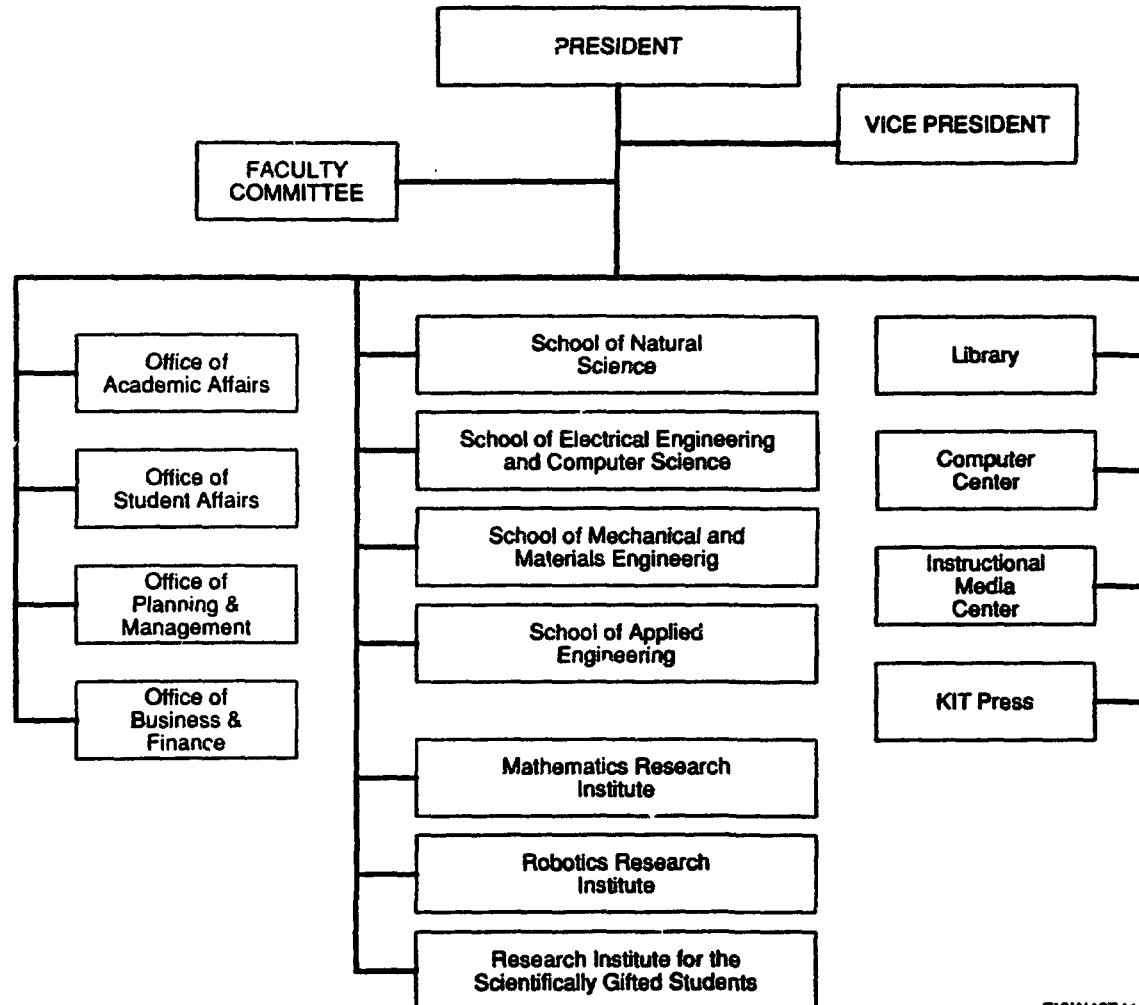 PRESIDENT
VICE PRESIDENT
FACULTY
COMMITTEE
Office of
Academic Affairs
Office of
Student Affairs
Office of
Planning &
Management
Office of
Business &
Finance
School of Natural
Science
School of Electrical Engineering
and Computer Science
School of Mechanical and
Materials Engineerig
School of Applied
Engineering
Mathematics Research
Institute
Robotics Research
Institute
Research Institute for the
Scientifically Gifted Students
Library
Computer
Center
Instructional
Media
Center
KIT Press